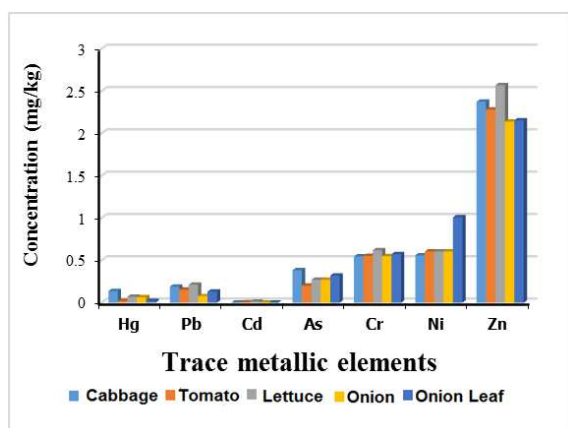 Concentration (mg/kg)
3
2.5
2
1.5
1
0.5
0
Hg Pb Cd As Cr Ni Zn
Trace metallic elements
Cabbage Tomato Lettuce Onion Onion Leaf